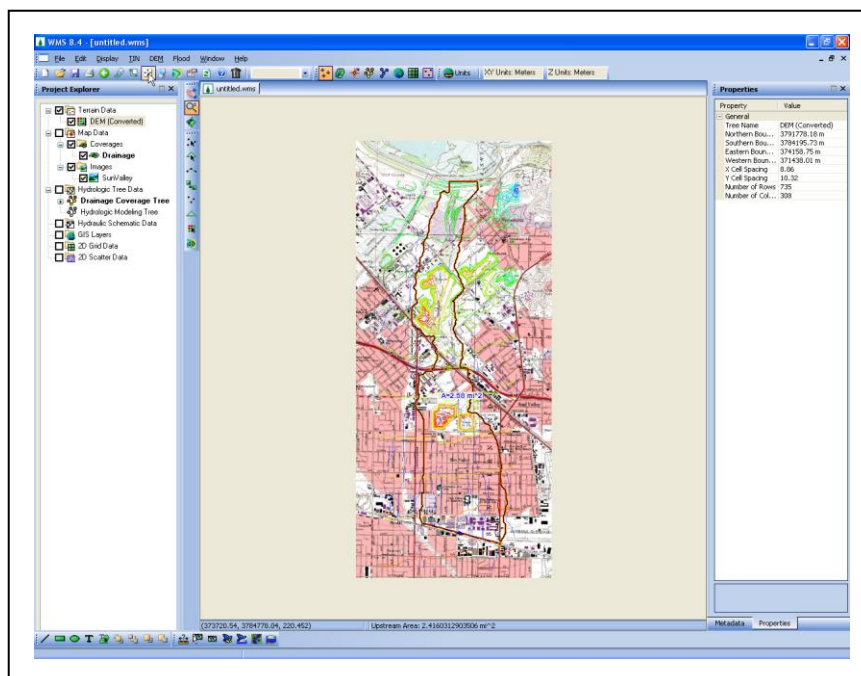 WMS 8.4 - [untitled.wms]
File Edit Display TIN DEM Flood Window Help
Units XY Units: Meters Z Units: Meters
Project Explorer
untitled.wms
Properties
Terrain Data
DEM (Converted)
Map Data
Coverages
Drainage
Images
SunValley
Hydrologic Tree Data
Drainage Coverage Tree
Hydrologic Modeling Tree
Hydraulic Schematic Data
GIS Layers
2D Grid Data
2D Scatter Data
Property Value
General
Tree Name DEM (Converted)
Northern Bou... 3791778.18 m
Southern Bou... 3784195.73 m
Eastern Boun... 374158.75 m
Western Boun... 371438.01 m
X Cell Spacing 8.86
Y Cell Spacing 10.32
Number of Rows 735
Number of Col... 308
A=2.58 mi^2
(373720.54, 3784778.04, 220.452) Upstream Area: 2.4160312903506 mi^2
Metadata Properties